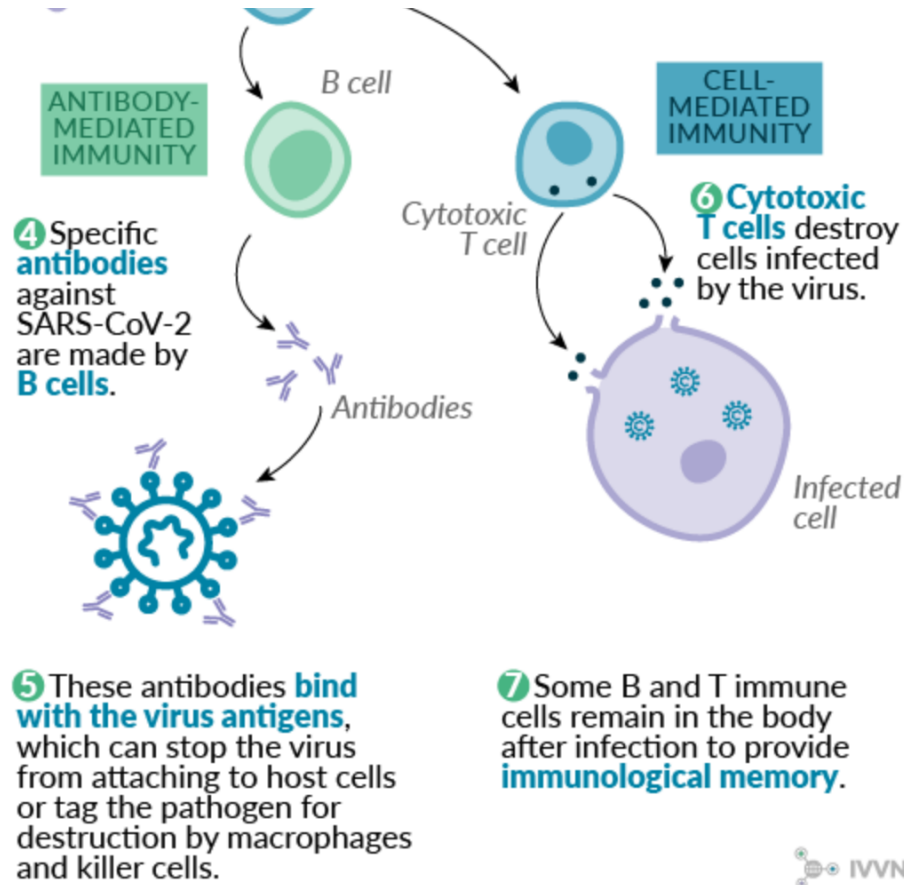 B cell
ANTIBODY-
MEDIATED
IMMUNITY
CELL-
MEDIATED
IMMUNITY
4 Specific
antibodies
against
SARS-CoV-2
are made by
B cells.
Cytotoxic
T cell
6 Cytotoxic
T cells destroy
cells infected
by the virus.
Antibodies
Infected
cell
5 These antibodies bind
with the virus antigens,
which can stop the virus
from attaching to host cells
or tag the pathogen for
destruction by macrophages
and killer cells.
7 Some B and T immune
cells remain in the body
after infection to provide
immunological memory.
IVVN